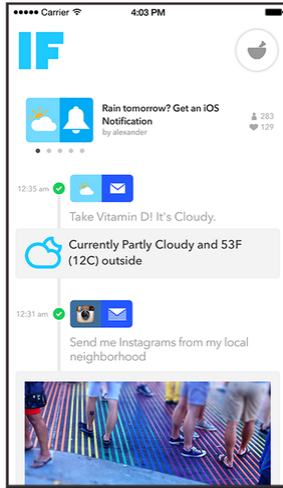 Carrier 4:03 PM
IF
Rain tomorrow? Get an iOS
Notification
by alexander
283
129
12:35 am
Take Vitamin D! It's Cloudy.
Currently Partly Cloudy and 53F
(12C) outside
12:31 am
Send me Instagrams from my local
neighborhood